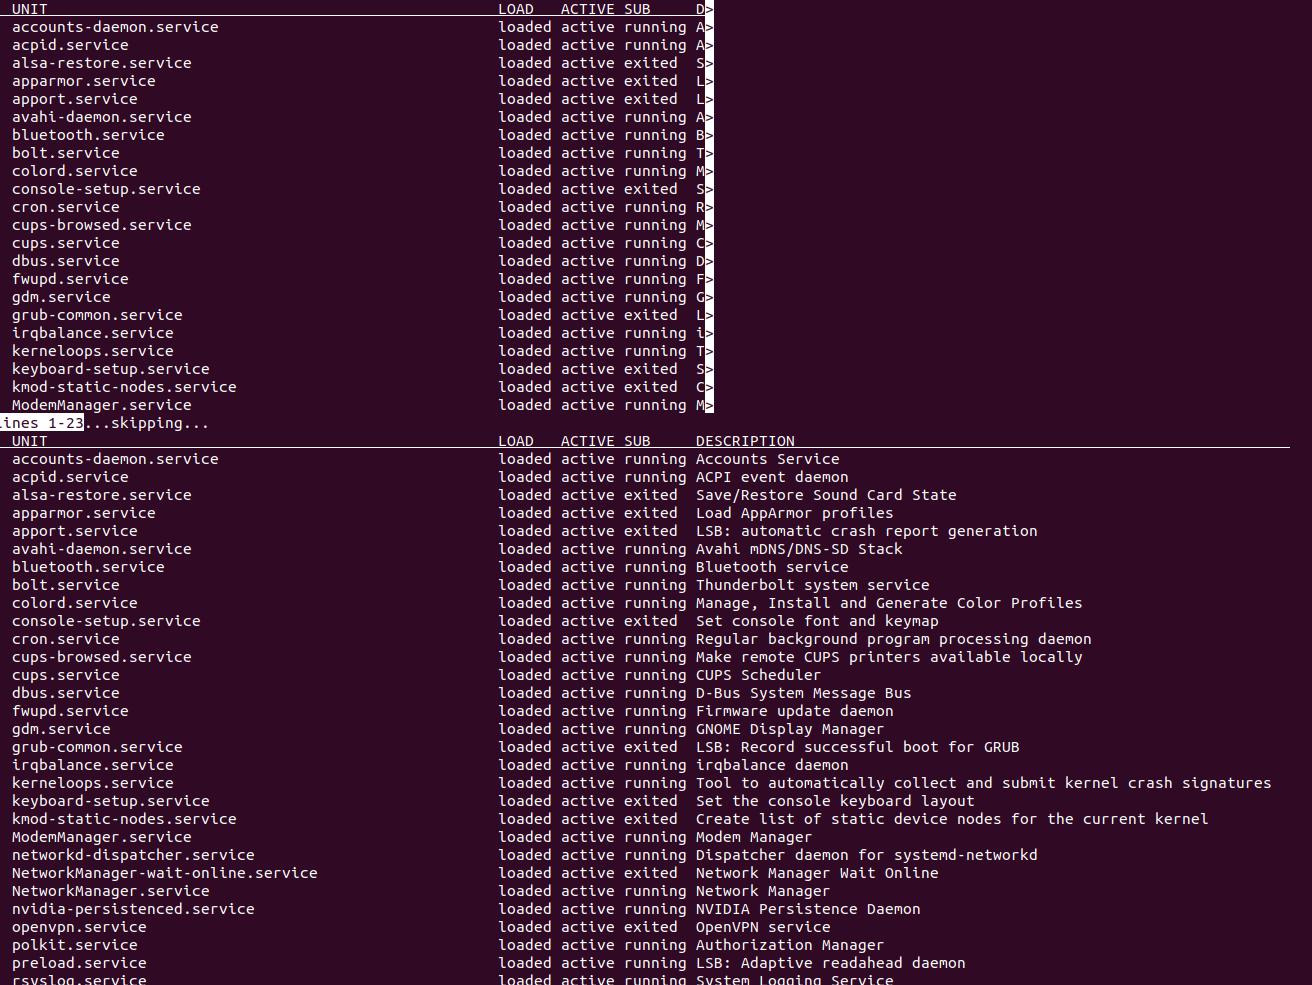 UNIT LOAD ACTIVE SUB D>
accounts-daemon.service loaded active running A>
acpid.service loaded active running A>
alsa-restore.service loaded active exited S>
apparmor.service loaded active exited L>
apport.service loaded active exited L>
avahi-daemon.service loaded active running A>
bluetooth.service loaded active running B>
bolt.service loaded active running T>
colord.service loaded active running M>
console-setup.service loaded active exited S>
cron.service loaded active running R>
cups-browsed.service loaded active running M>
cups.service loaded active running C>
dbus.service loaded active running D>
fwupd.service loaded active running F>
gdm.service loaded active running G>
grub-common.service loaded active exited L>
irqbalance.service loaded active running i>
kerneloops.service loaded active running T>
keyboard-setup.service loaded active exited S>
kmod-static-nodes.service loaded active exited C>
ModemManager.service loaded active running M>
ines 1-23...skipping...
UNIT LOAD ACTIVE SUB DESCRIPTION
accounts-daemon.service loaded active running Accounts Service
acpid.service loaded active running ACPI event daemon
alsa-restore.service loaded active exited Save/Restore Sound Card State
apparmor.service loaded active exited Load AppArmor profiles
apport.service loaded active exited LSB: automatic crash report generation
avahi-daemon.service loaded active running Avahi mDNS/DNS-SD Stack
bluetooth.service loaded active running Bluetooth service
bolt.service loaded active running Thunderbolt system service
colord.service loaded active running Manage, Install and Generate Color Profiles
console-setup.service loaded active exited Set console font and keymap
cron.service loaded active running Regular background program processing daemon
cups-browsed.service loaded active running Make remote CUPS printers available locally
cups.service loaded active running CUPS Scheduler
dbus.service loaded active running D-Bus System Message Bus
fwupd.service loaded active running Firmware update daemon
gdm.service loaded active running GNOME Display Manager
grub-common.service loaded active exited LSB: Record successful boot for GRUB
irqbalance.service loaded active running irqbalance daemon
kerneloops.service loaded active running Tool to automatically collect and submit kernel crash signatures
keyboard-setup.service loaded active exited Set the console keyboard layout
kmod-static-nodes.service loaded active exited Create list of static device nodes for the current kernel
ModemManager.service loaded active running Modem Manager
networkd-dispatcher.service loaded active running Dispatcher daemon for systemd-networkd
NetworkManager-wait-online.service loaded active exited Network Manager Wait Online
NetworkManager.service loaded active running Network Manager
nvidia-persistenced.service loaded active running NVIDIA Persistence Daemon
openvpn.service loaded active exited OpenVPN service
polkit.service loaded active running Authorization Manager
preload.service loaded active running LSB: Adaptive readahead daemon
rsyslog.service loaded active running System Logging Service